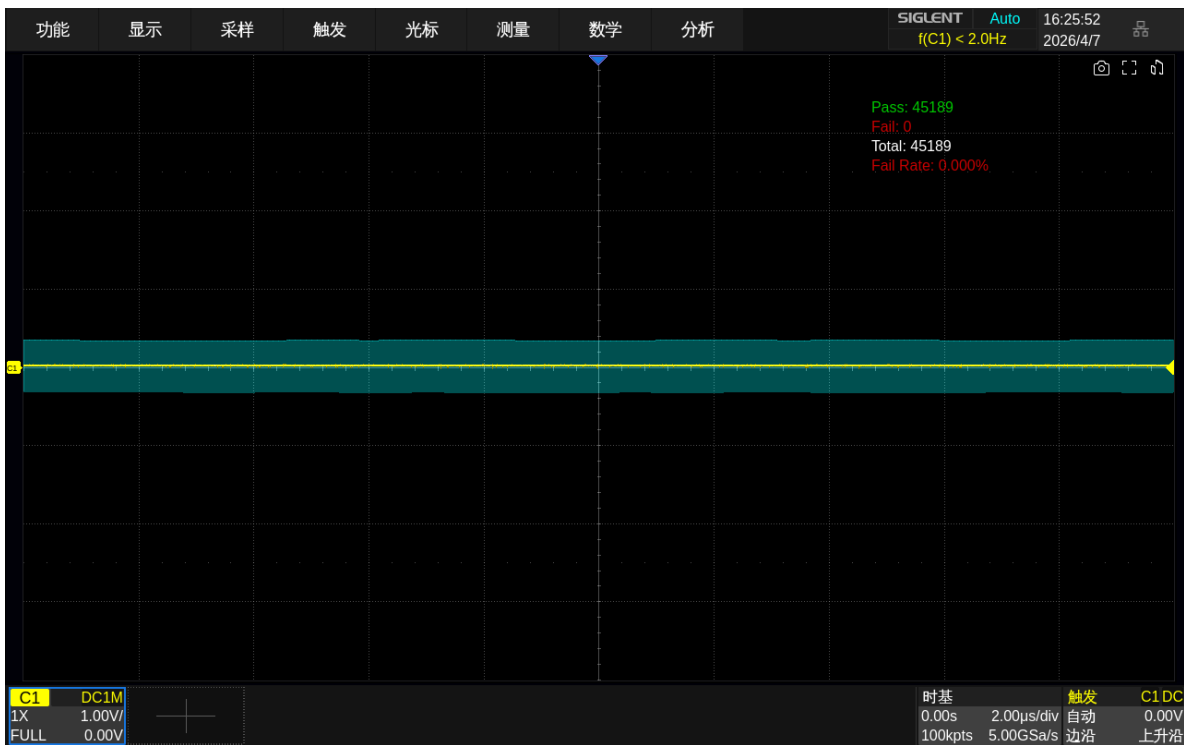 功能 显示 采样 触发 光标 测量 数学 分析 SIGLENT Auto 16:25:52
f(C1) < 2.0Hz 2026/4/7
Pass: 45189
Fail: 0
Total: 45189
Fail Rate: 0.000%
C1
C1 DC1M 时基 触发 C1 DC
1X 1.00V/ 0.00s 2.00μs/div 自动 0.00V
FULL 0.00V 100kpts 5.00GSa/s 边沿 上升沿